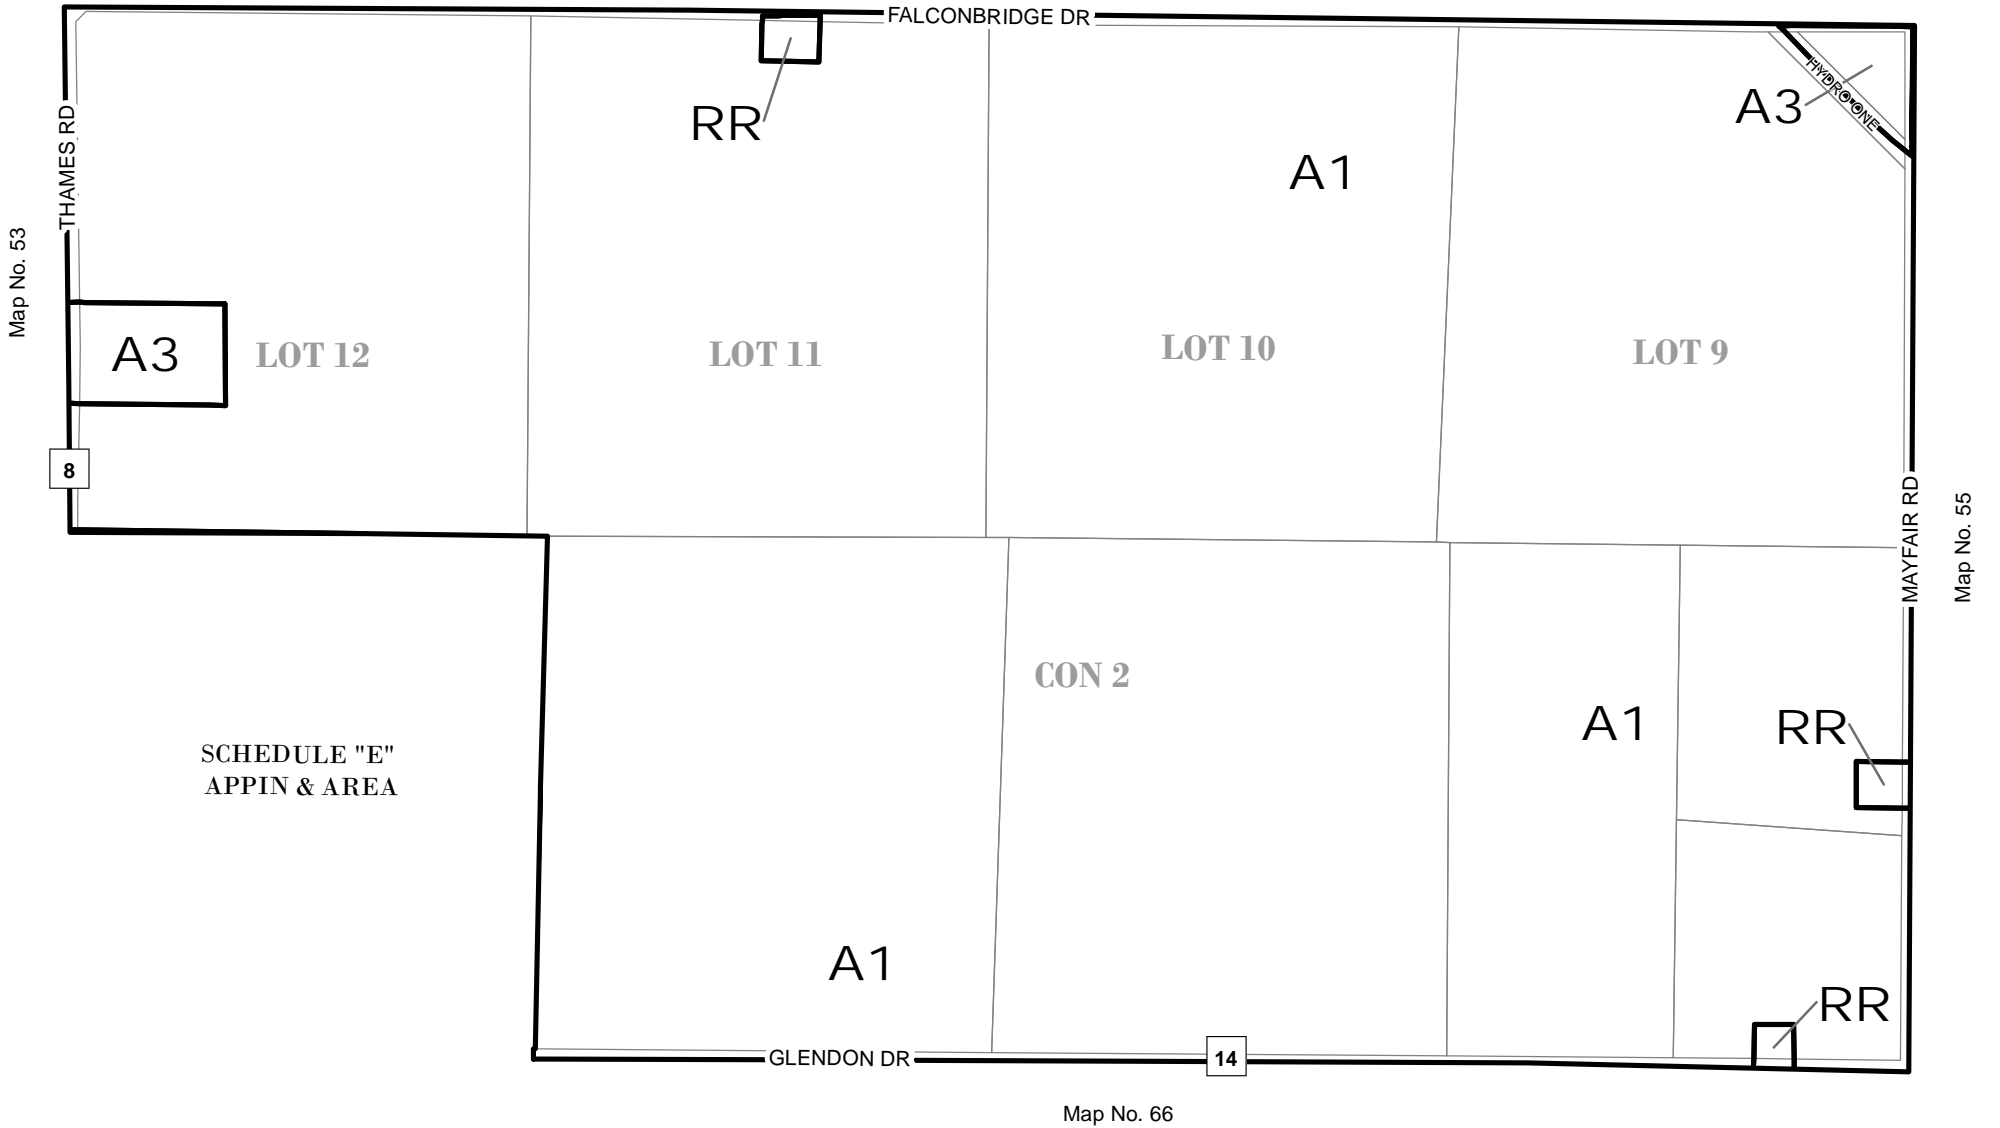 FALCONBRIDGE DR
THAMES RD
HYDRO ONE
A3
RR
A1
Map No. 53
A3
LOT 12
LOT 11
LOT 10
LOT 9
8
MAYFAIR RD
Map No. 55
CON 2
A1
RR
SCHEDULE "E"
APPIN & AREA
A1
RR
GLENDON DR
14
Map No. 66